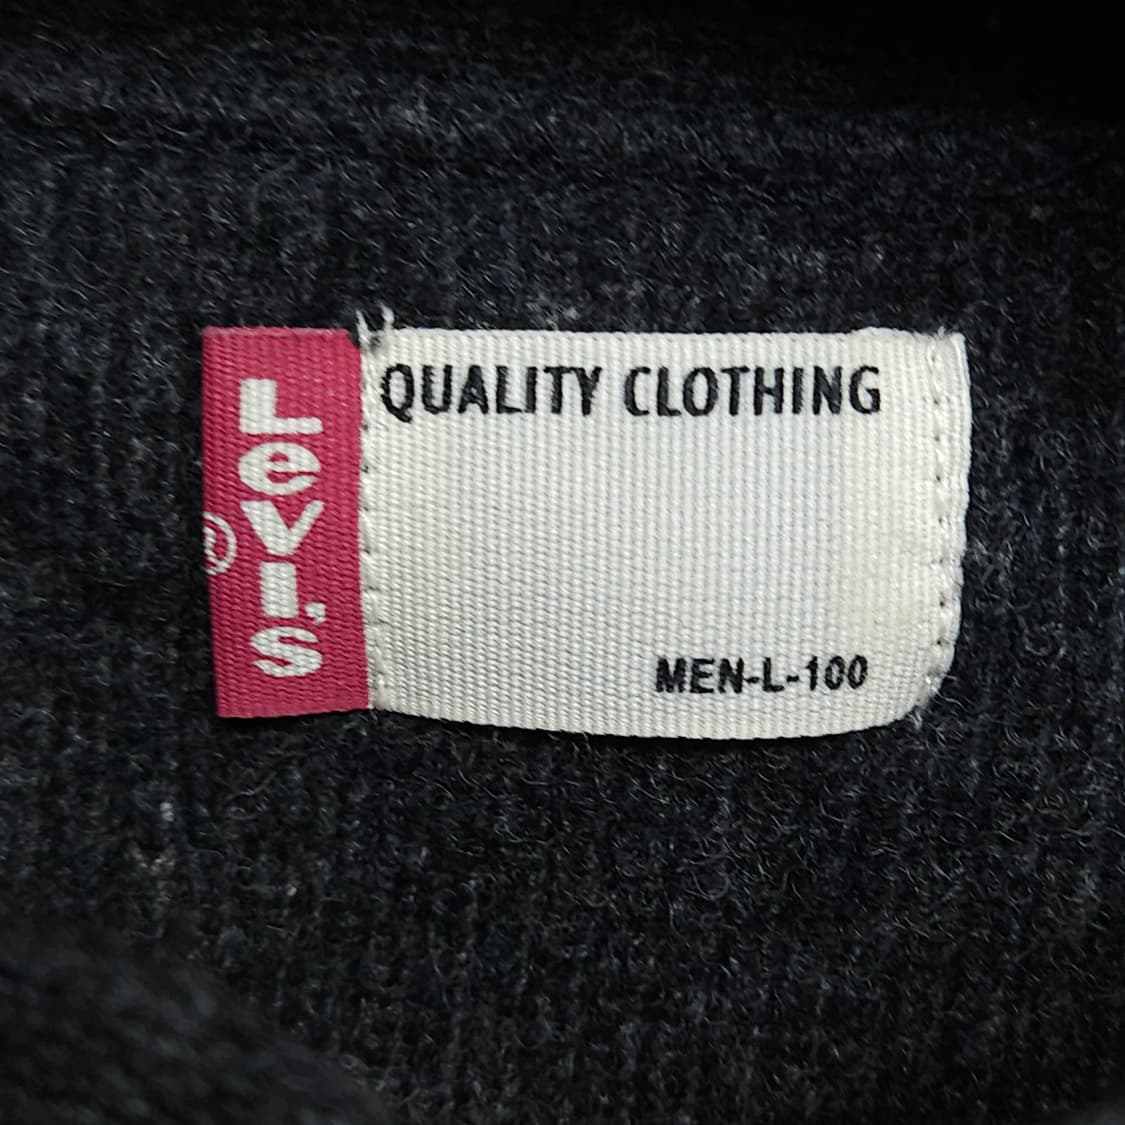 LeVI's
®
QUALITY CLOTHING
MEN-L-100